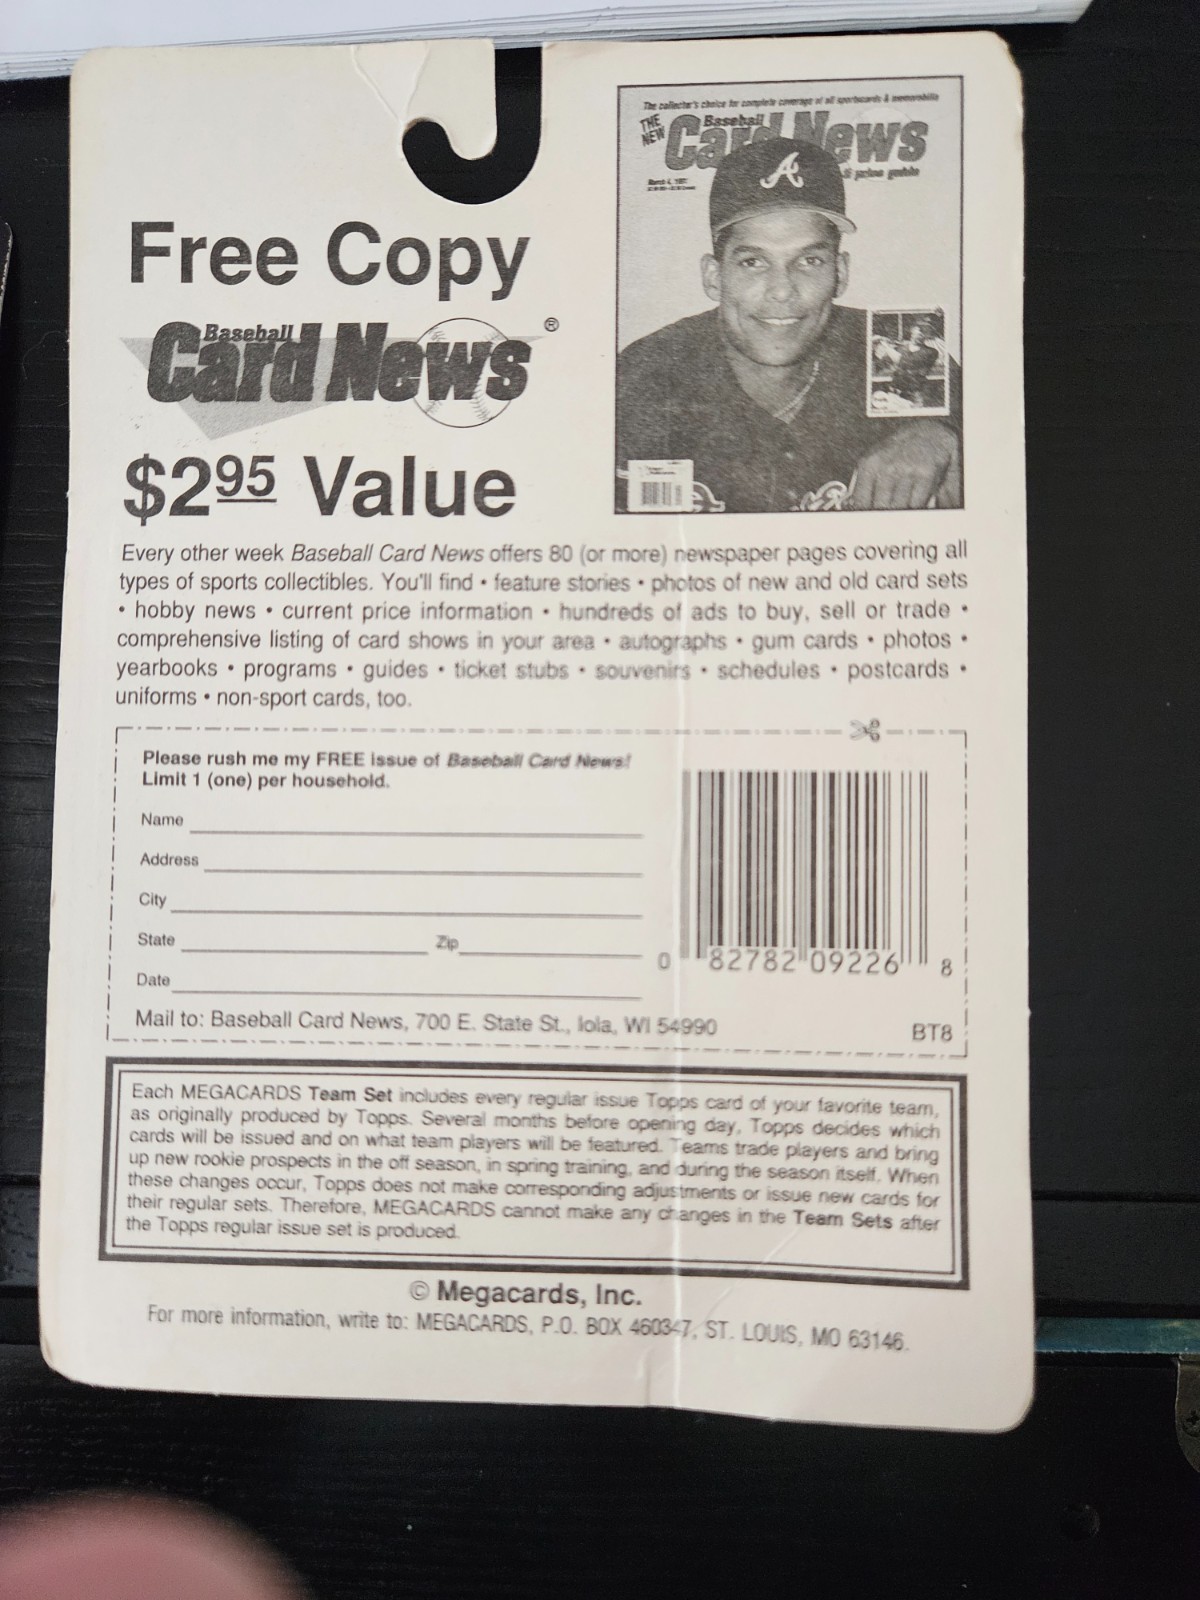 Free Copy
Baseball
Card News ®
$2.95 Value
The collector's choice for complete coverage of all sportscards & memorabilia
THE NEW
Baseball
Card News
& price guide
Every other week Baseball Card News offers 80 (or more) newspaper pages covering all
types of sports collectibles. You'll find • feature stories • photos of new and old card sets
• hobby news • current price information • hundreds of ads to buy, sell or trade •
comprehensive listing of card shows in your area • autographs • gum cards • photos •
yearbooks • programs • guides • ticket stubs • souvenirs • schedules • postcards •
uniforms • non-sport cards, too.
Please rush me my FREE issue of Baseball Card News!
Limit 1 (one) per household.
Name
Address
City
State Zip
Date
0 82782 09226 8
Mail to: Baseball Card News, 700 E. State St., Iola, WI 54990
BT8
Each MEGACARDS Team Set includes every regular issue Topps card of your favorite team,
as originally produced by Topps. Several months before opening day, Topps decides which
cards will be issued and on what team players will be featured. Teams trade players and bring
up new rookie prospects in the off season, in spring training, and during the season itself. When
these changes occur, Topps does not make corresponding adjustments or issue new cards for
their regular sets. Therefore, MEGACARDS cannot make any changes in the Team Sets after
the Topps regular issue set is produced.
© Megacards, Inc.
For more information, write to: MEGACARDS, P.O. BOX 460347, ST. LOUIS, MO 63146.